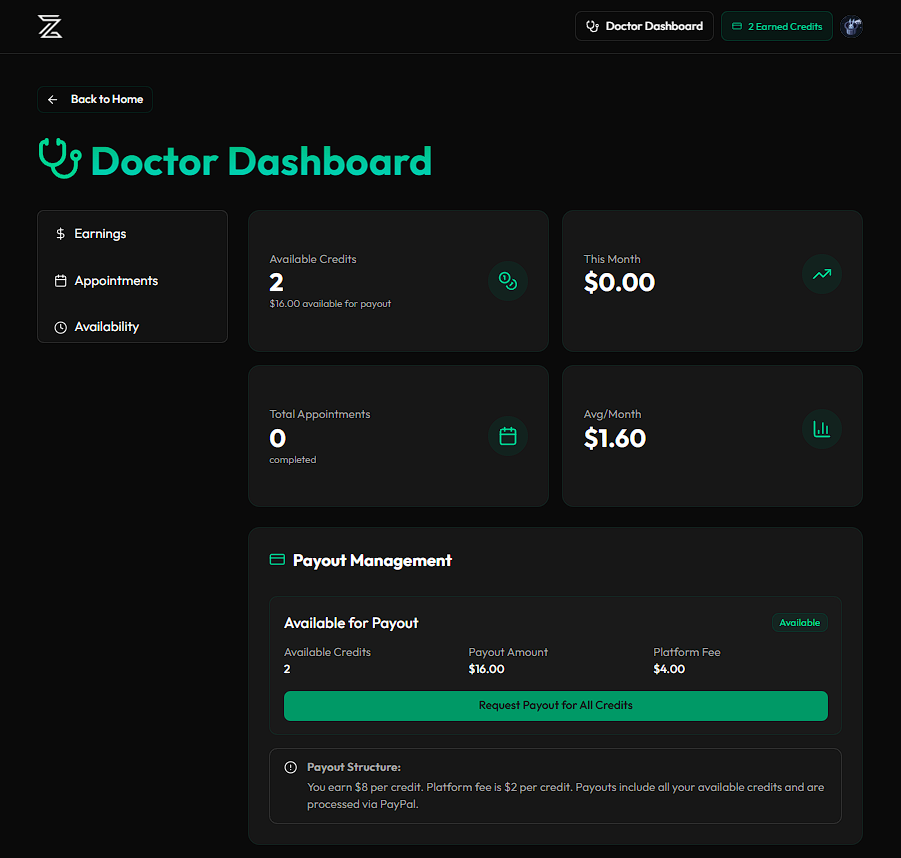 Doctor Dashboard
2 Earned Credits
Back to Home
Doctor Dashboard
Earnings
Appointments
Availability
Available Credits
2
$16.00 available for payout
This Month
$0.00
Total Appointments
0
completed
Avg/Month
$1.60
Payout Management
Available for Payout
Available
Available Credits
2
Payout Amount
$16.00
Platform Fee
$4.00
Request Payout for All Credits
Payout Structure:
You earn $8 per credit. Platform fee is $2 per credit. Payouts include all your available credits and are
processed via PayPal.